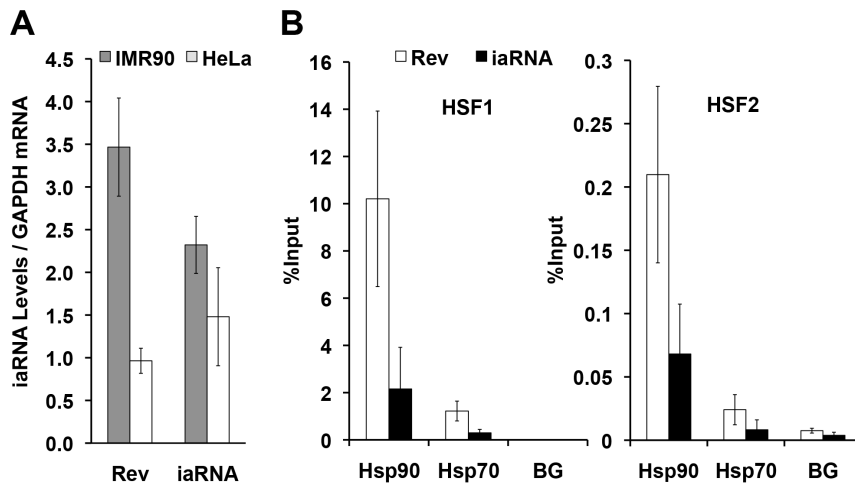 A
iaRNA Levels / GAPDH mRNA
IMR90 HeLa
4.5
4.0
3.5
3.0
2.5
2.0
1.5
1.0
0.5
0.0
Rev iaRNA
B
Rev iaRNA
%Input
HSF1
16
14
12
10
8
6
4
2
0
Hsp90 Hsp70 BG
%Input
HSF2
0.3
0.25
0.2
0.15
0.1
0.05
0
Hsp90 Hsp70 BG